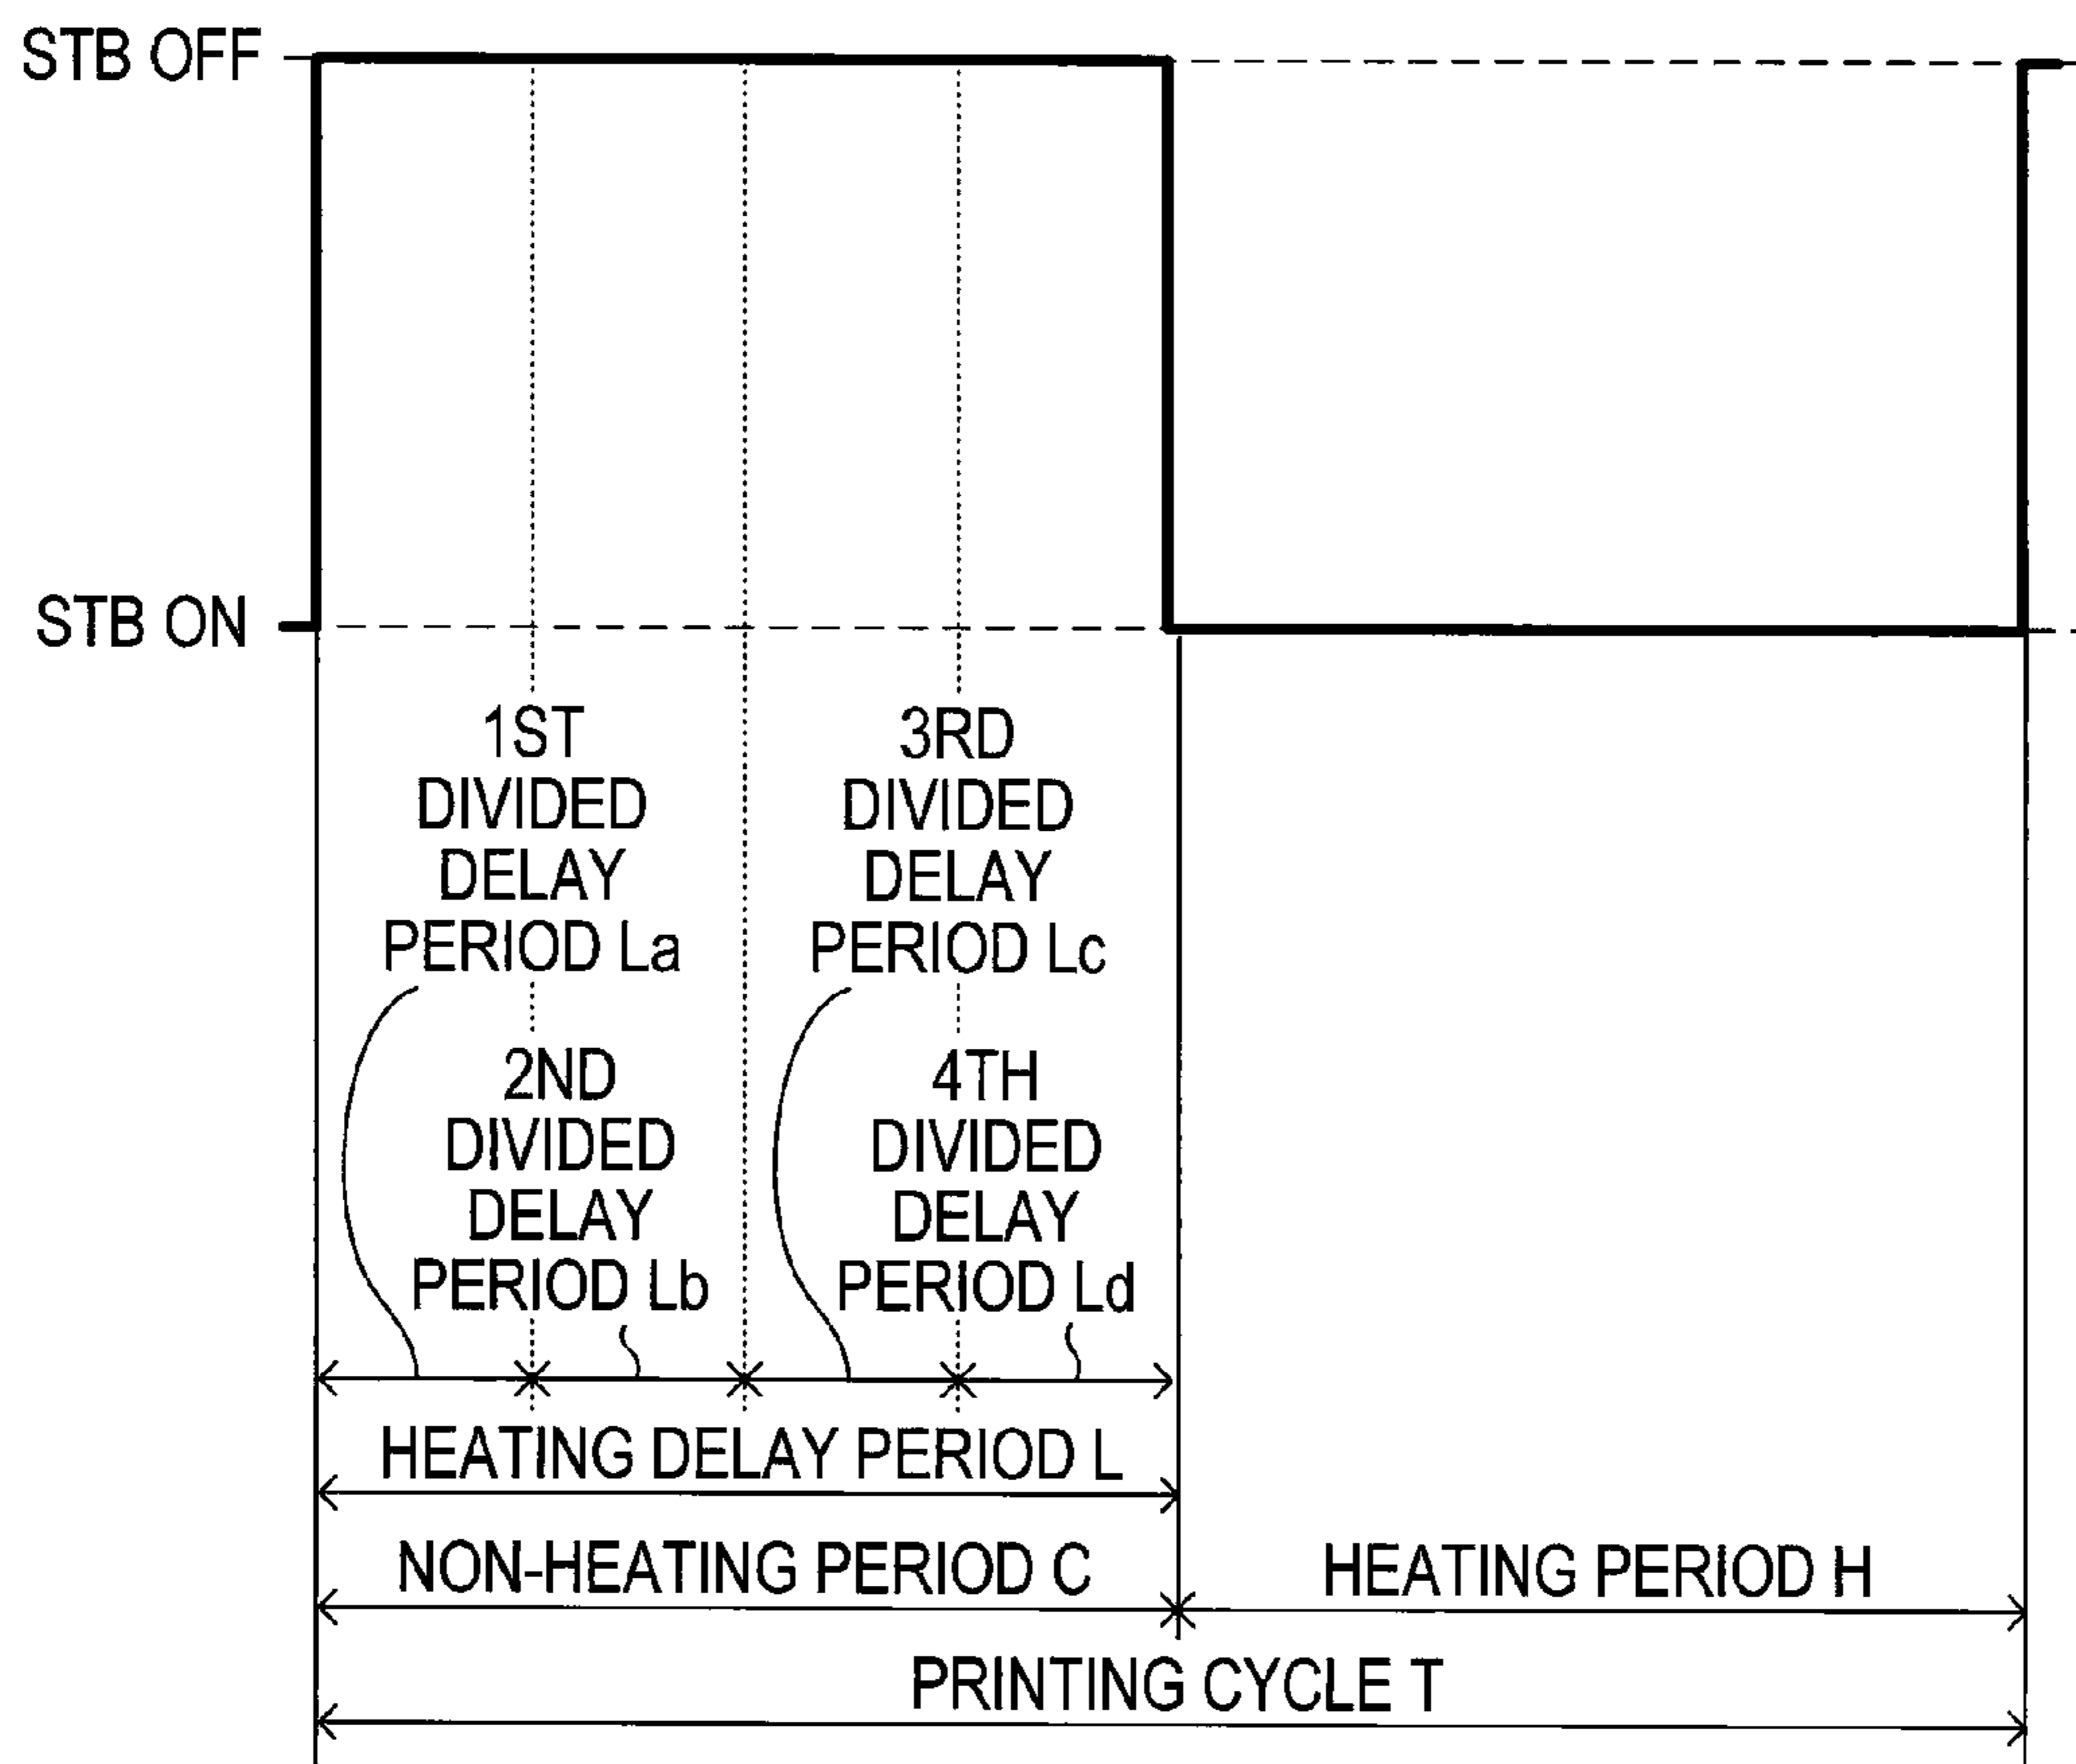 STB OFF
STB ON
1ST
DIVIDED
DELAY
PERIOD La
3RD
DIVIDED
DELAY
PERIOD Lc
2ND
DIVIDED
DELAY
PERIOD Lb
4TH
DIVIDED
DELAY
PERIOD Ld
HEATING DELAY PERIOD L
NON-HEATING PERIOD C
HEATING PERIOD H
PRINTING CYCLE T